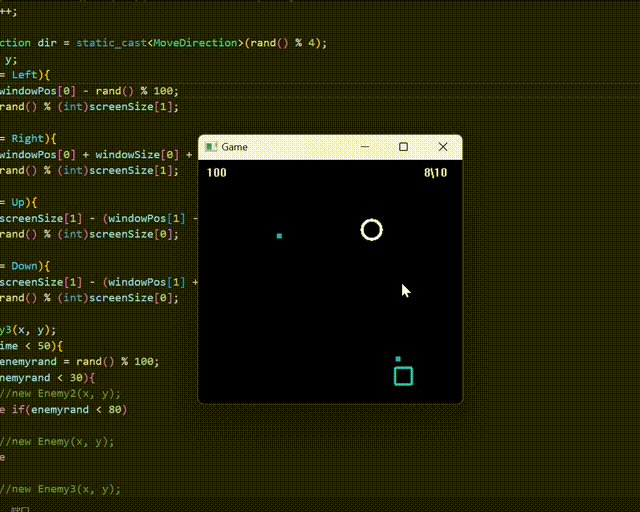 ++;
ction dir = static_cast<MoveDirection>(rand() % 4);
y;
= Left){
windowPos[0] - rand() % 100;
rand() % (int)screenSize[1];
= Right){
windowPos[0] + windowSize[0] +
rand() % (int)screenSize[1];
= Up){
screenSize[1] - (windowPos[1] -
rand() % (int)screenSize[0];
= Down){
screenSize[1] - (windowPos[1] +
rand() % (int)screenSize[0];
y3(x, y);
ime < 50){
enemyrand = rand() % 100;
nemyrand < 30){
//new Enemy2(x, y);
e if(enemyrand < 80)
//new Enemy(x, y);
e
//new Enemy3(x, y);
Game
100
8\10